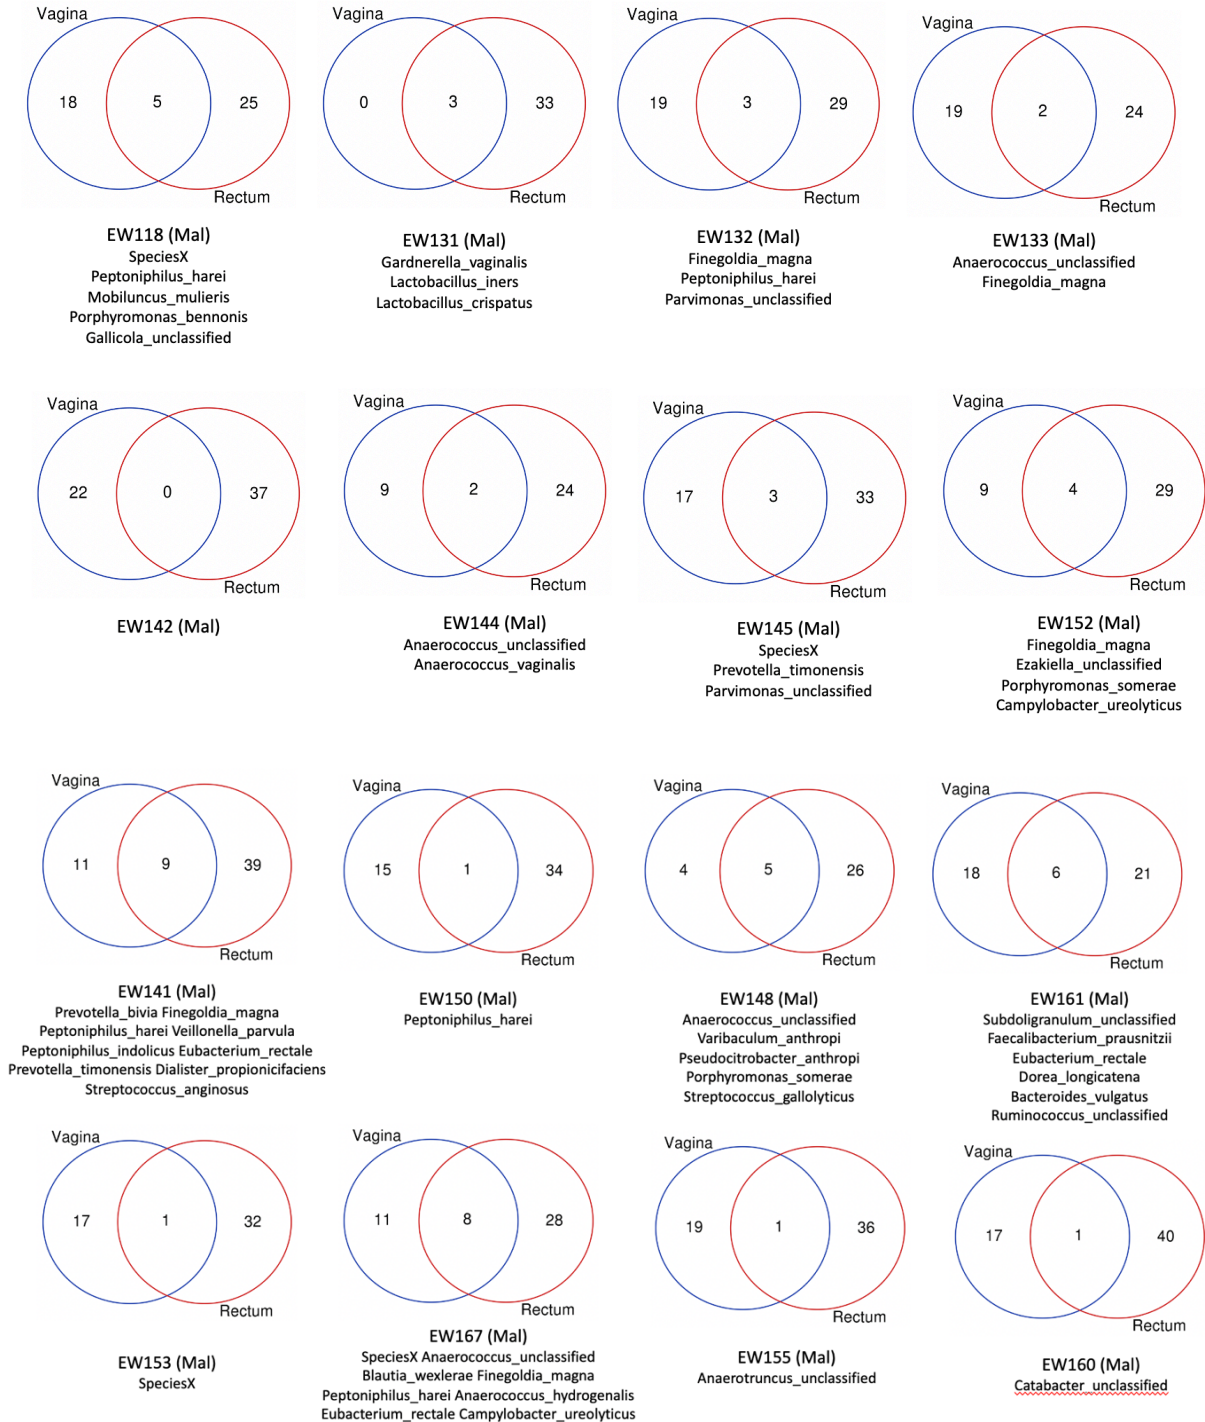 Vagina
18 5 25
Rectum
EW118 (Mal)
SpeciesX
Peptoniphilus_harei
Mobiluncus_mulieris
Porphyromonas_bennonis
Gallicola_unclassified
Vagina
0 3 33
Rectum
EW131 (Mal)
Gardnerella_vaginalis
Lactobacillus_iners
Lactobacillus_crispatus
Vagina
19 3 29
Rectum
EW132 (Mal)
Finegoldia_magna
Peptoniphilus_harei
Parvimonas_unclassified
Vagina
19 2 24
Rectum
EW133 (Mal)
Anaerococcus_unclassified
Finegoldia_magna
Vagina
22 0 37
Rectum
EW142 (Mal)
Vagina
9 2 24
Rectum
EW144 (Mal)
Anaerococcus_unclassified
Anaerococcus_vaginalis
Vagina
17 3 33
Rectum
EW145 (Mal)
SpeciesX
Prevotella_timonensis
Parvimonas_unclassified
Vagina
9 4 29
Rectum
EW152 (Mal)
Finegoldia_magna
Ezakiella_unclassified
Porphyromonas_somerae
Campylobacter_ureolyticus
Vagina
11 9 39
Rectum
EW141 (Mal)
Prevotella_bivia Finegoldia_magna
Peptoniphilus_harei Veillonella_parvula
Peptoniphilus_indolicus Eubacterium_rectale
Prevotella_timonensis Dialister_propionicifaciens
Streptococcus_anginosus
Vagina
15 1 34
Rectum
EW150 (Mal)
Peptoniphilus_harei
Vagina
4 5 26
Rectum
EW148 (Mal)
Anaerococcus_unclassified
Varibaculum_anthropi
Pseudocitrobacter_anthropi
Porphyromonas_somerae
Streptococcus_gallolyticus
Vagina
18 6 21
Rectum
EW161 (Mal)
Subdoligranulum_unclassified
Faecalibacterium_prausnitzii
Eubacterium_rectale
Dorea_longicatena
Bacteroides_vulgatus
Ruminococcus_unclassified
Vagina
17 1 32
Rectum
EW153 (Mal)
SpeciesX
Vagina
11 8 28
Rectum
EW167 (Mal)
SpeciesX Anaerococcus_unclassified
Blautia_wexlerae Finegoldia_magna
Peptoniphilus_harei Anaerococcus_hydrogenalis
Eubacterium_rectale Campylobacter_ureolyticus
Vagina
19 1 36
Rectum
EW155 (Mal)
Anaerotruncus_unclassified
Vagina
17 1 40
Rectum
EW160 (Mal)
Catabacter_unclassified